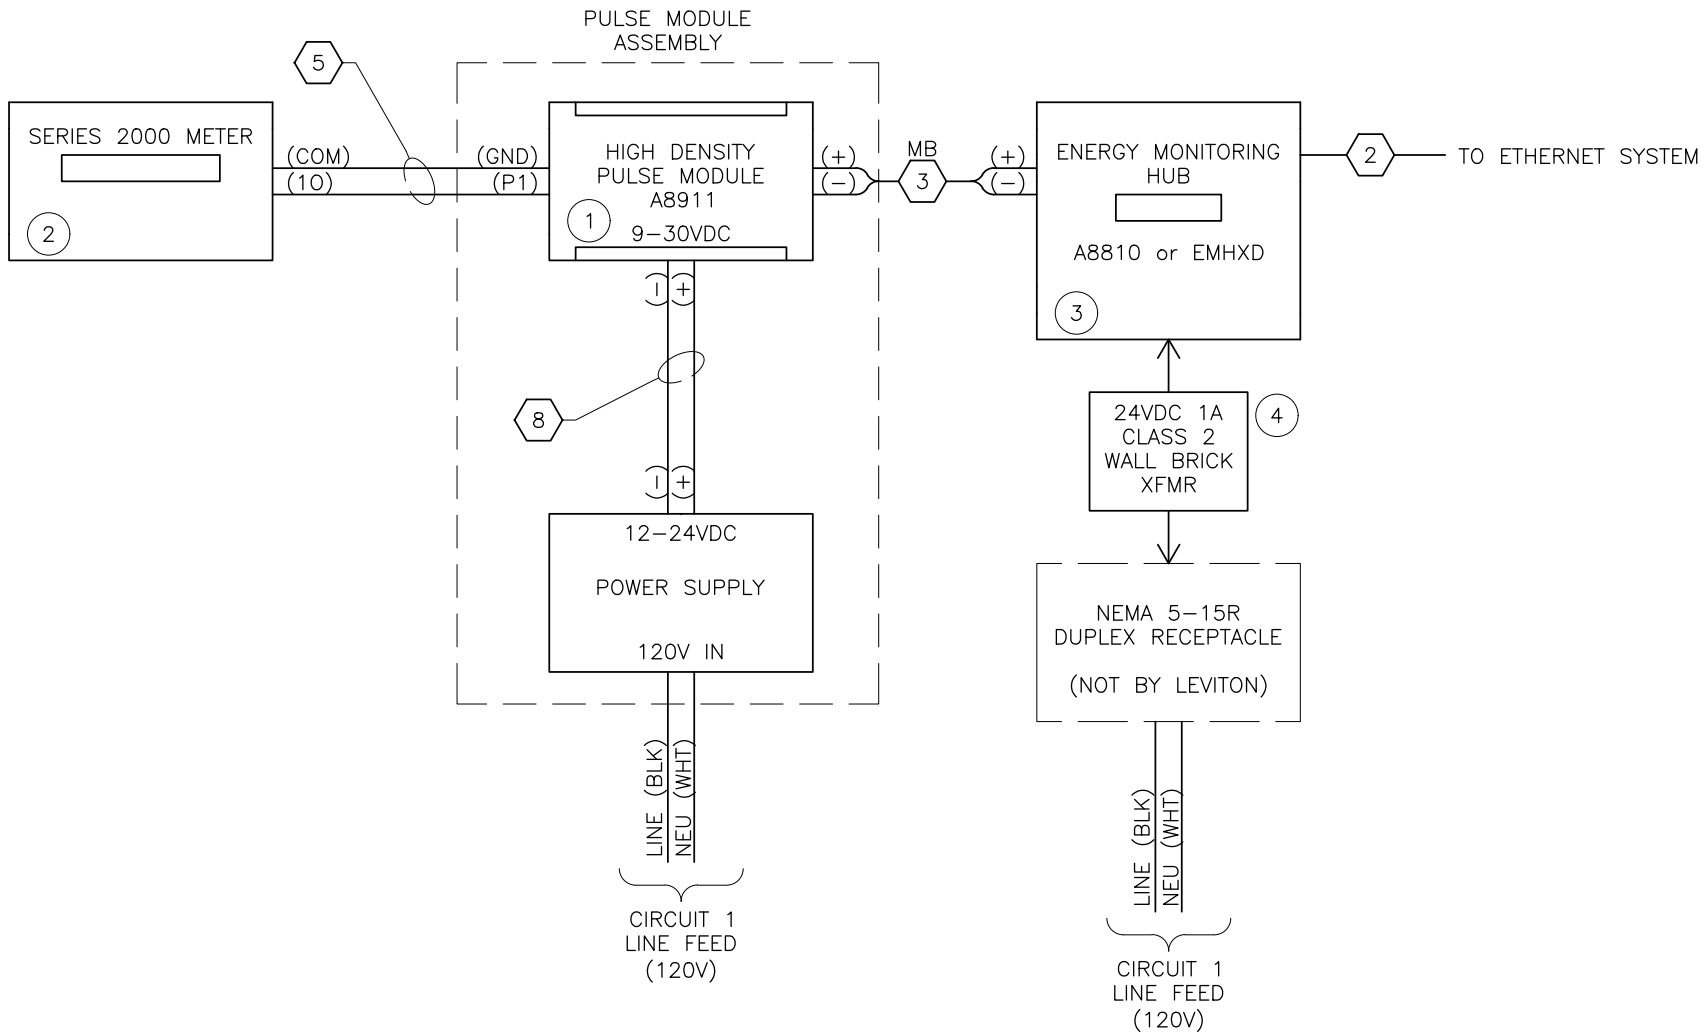 PULSE MODULE
ASSEMBLY
5
SERIES 2000 METER
2
(COM)
(10)
(GND)
(P1)
HIGH DENSITY
PULSE MODULE
A8911
1
9-30VDC
(+)
(-)
MB
3
(+)
(-)
ENERGY MONITORING
HUB
A8810 or EMHXD
3
2
TO ETHERNET SYSTEM
(-)
(+)
8
(-)
(+)
12-24VDC
POWER SUPPLY
120V IN
LINE (BLK)
NEU (WHT)
CIRCUIT 1
LINE FEED
(120V)
24VDC 1A
CLASS 2
WALL BRICK
XFMR
4
NEMA 5-15R
DUPLEX RECEPTACLE
(NOT BY LEVITON)
LINE (BLK)
NEU (WHT)
CIRCUIT 1
LINE FEED
(120V)